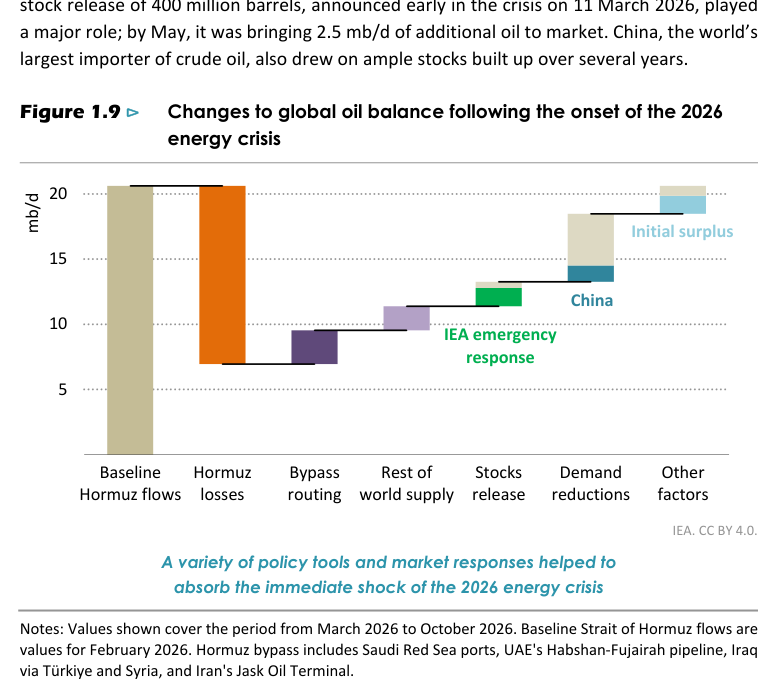 stock release of 400 million barrels, announced early in the crisis on 11 March 2026, played
a major role; by May, it was bringing 2.5 mb/d of additional oil to market. China, the world's
largest importer of crude oil, also drew on ample stocks built up over several years.
Figure 1.9 ▷ Changes to global oil balance following the onset of the 2026
energy crisis
mb/d
20
15
10
5
Initial surplus
China
IEA emergency
response
Baseline
Hormuz flows
Hormuz
losses
Bypass
routing
Rest of
world supply
Stocks
release
Demand
reductions
Other
factors
IEA. CC BY 4.0.
A variety of policy tools and market responses helped to
absorb the immediate shock of the 2026 energy crisis
Notes: Values shown cover the period from March 2026 to October 2026. Baseline Strait of Hormuz flows are
values for February 2026. Hormuz bypass includes Saudi Red Sea ports, UAE's Habshan-Fujairah pipeline, Iraq
via Türkiye and Syria, and Iran's Jask Oil Terminal.